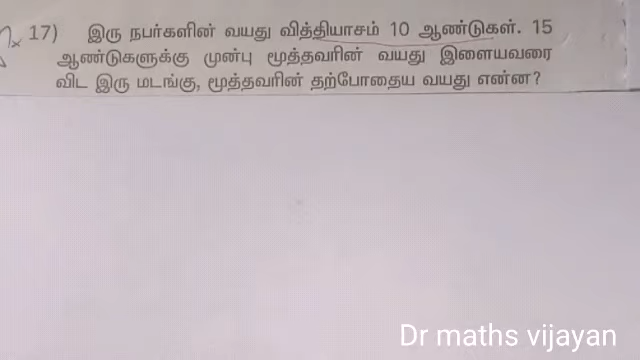 17) இரு நபர்களின் வயது வித்தியாசம் 10 ஆண்டுகள். 15
ஆண்டுகளுக்கு முன்பு மூத்தவரின் வயது இளையவரை
விட இரு மடங்கு, மூத்தவரின் தற்போதைய வயது என்ன?
Dr maths vijayan